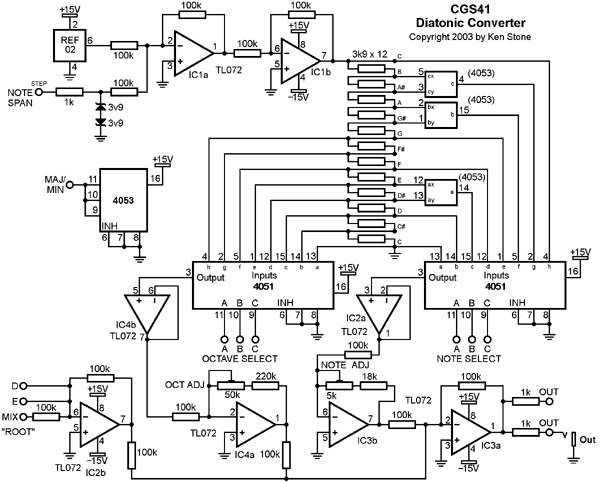 CGS41
Diatonic Converter
Copyright 2003 by Ken Stone
+15V
2
REF
02
6
4
100k
100k
2
3
1
IC1a
TL072
100k
100k
+15V
8
6
5
7
4
IC1b
-15V
STEP
NOTE
SPAN
1k
100k
3v9
3v9
3k9 x 12
C
B
A#
A
G#
G
F#
F
E
D#
D
C#
C
5 cx
3 cy
c 4
(4053)
2 bx
1 by
b 15
(4053)
12 ax
13 ay
a 14
(4053)
MAJ/
MIN
11
10
9
4053
INH
6 7 8
16
+15V
4 2 5 1 12 15 14 13
h g f e d c b a
3
Output
Inputs
4051
A B C
INH
11 10 9
6 7 8
A B C
OCTAVE SELECT
16
+15V
13 14 15 12 1 5 2 4
a b c d e f g h
3
Output
Inputs
4051
A B C
INH
11 10 9
6 7 8
A B C
NOTE SELECT
16
+15V
5 6
IC4b
TL072
7
3 2
IC2a
TL072
1
100k
D
E
MIX
"ROOT"
100k
100k
+15V
8
6
5
7
4
-15V
TL072
IC2b
100k
OCT ADJ
50k
220k
100k
2
3
1
TL072
IC4a
100k
NOTE ADJ
5k
18k
6
5
7
IC3b
100k
TL072
100k
+15V
8
2
3
1
4
-15V
IC3a
1k
OUT
1k
OUT
Out